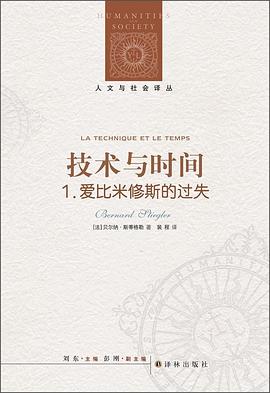 HUMANITIES
AND
SOCIETY
人文与社会译丛
LA TECHNIQUE ET LE TEMPS
技术与时间
1.爱比米修斯的过失
Bernard Stiegler
[法]贝尔纳·斯蒂格勒 著 裴程 译
刘东·主编 彭刚·副主编
译林出版社